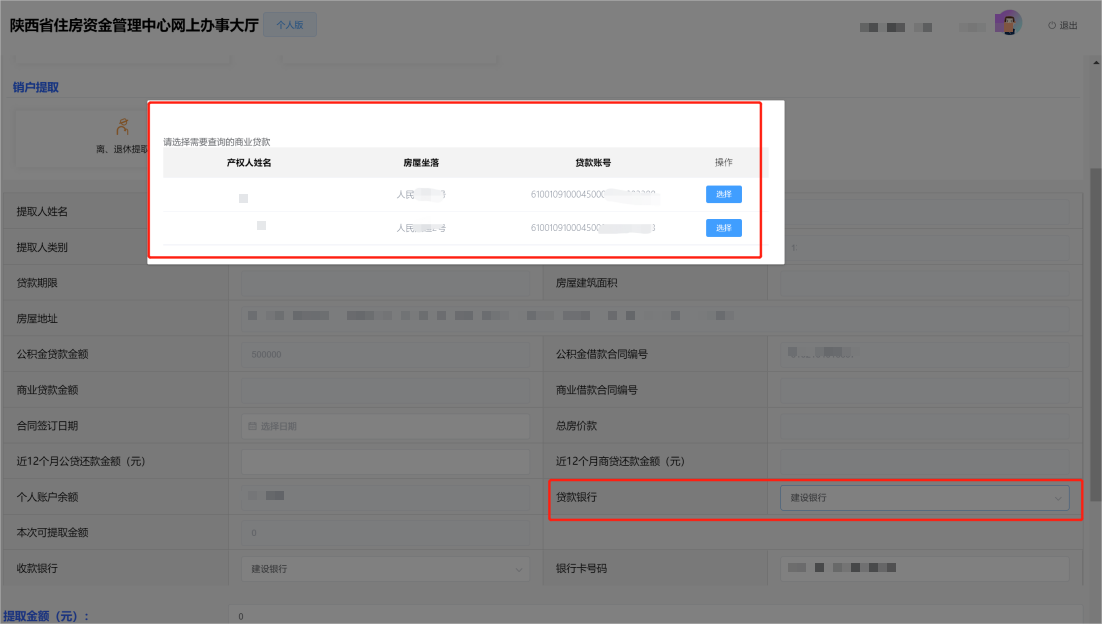 陕西省住房资金管理中心网上办事大厅 个人版 退出
销户提取
离、退休提取
请选择需要查询的商业贷款
产权人姓名 房屋坐落 贷款账号 操作
人民 号 6100109100045000 选择
人民 号 610010910004500 3 选择
提取人姓名
提取人类别 1
贷款期限 房屋建筑面积
房屋地址
公积金贷款金额 500000 公积金借款合同编号
商业贷款金额 商业借款合同编号
合同签订日期 选择日期 总房价款
近12个月公贷还款金额（元） 近12个月商贷还款金额（元）
个人账户余额 贷款银行 建设银行
本次可提取金额 0
收款银行 建设银行 银行卡号码
提取金额（元）： 0